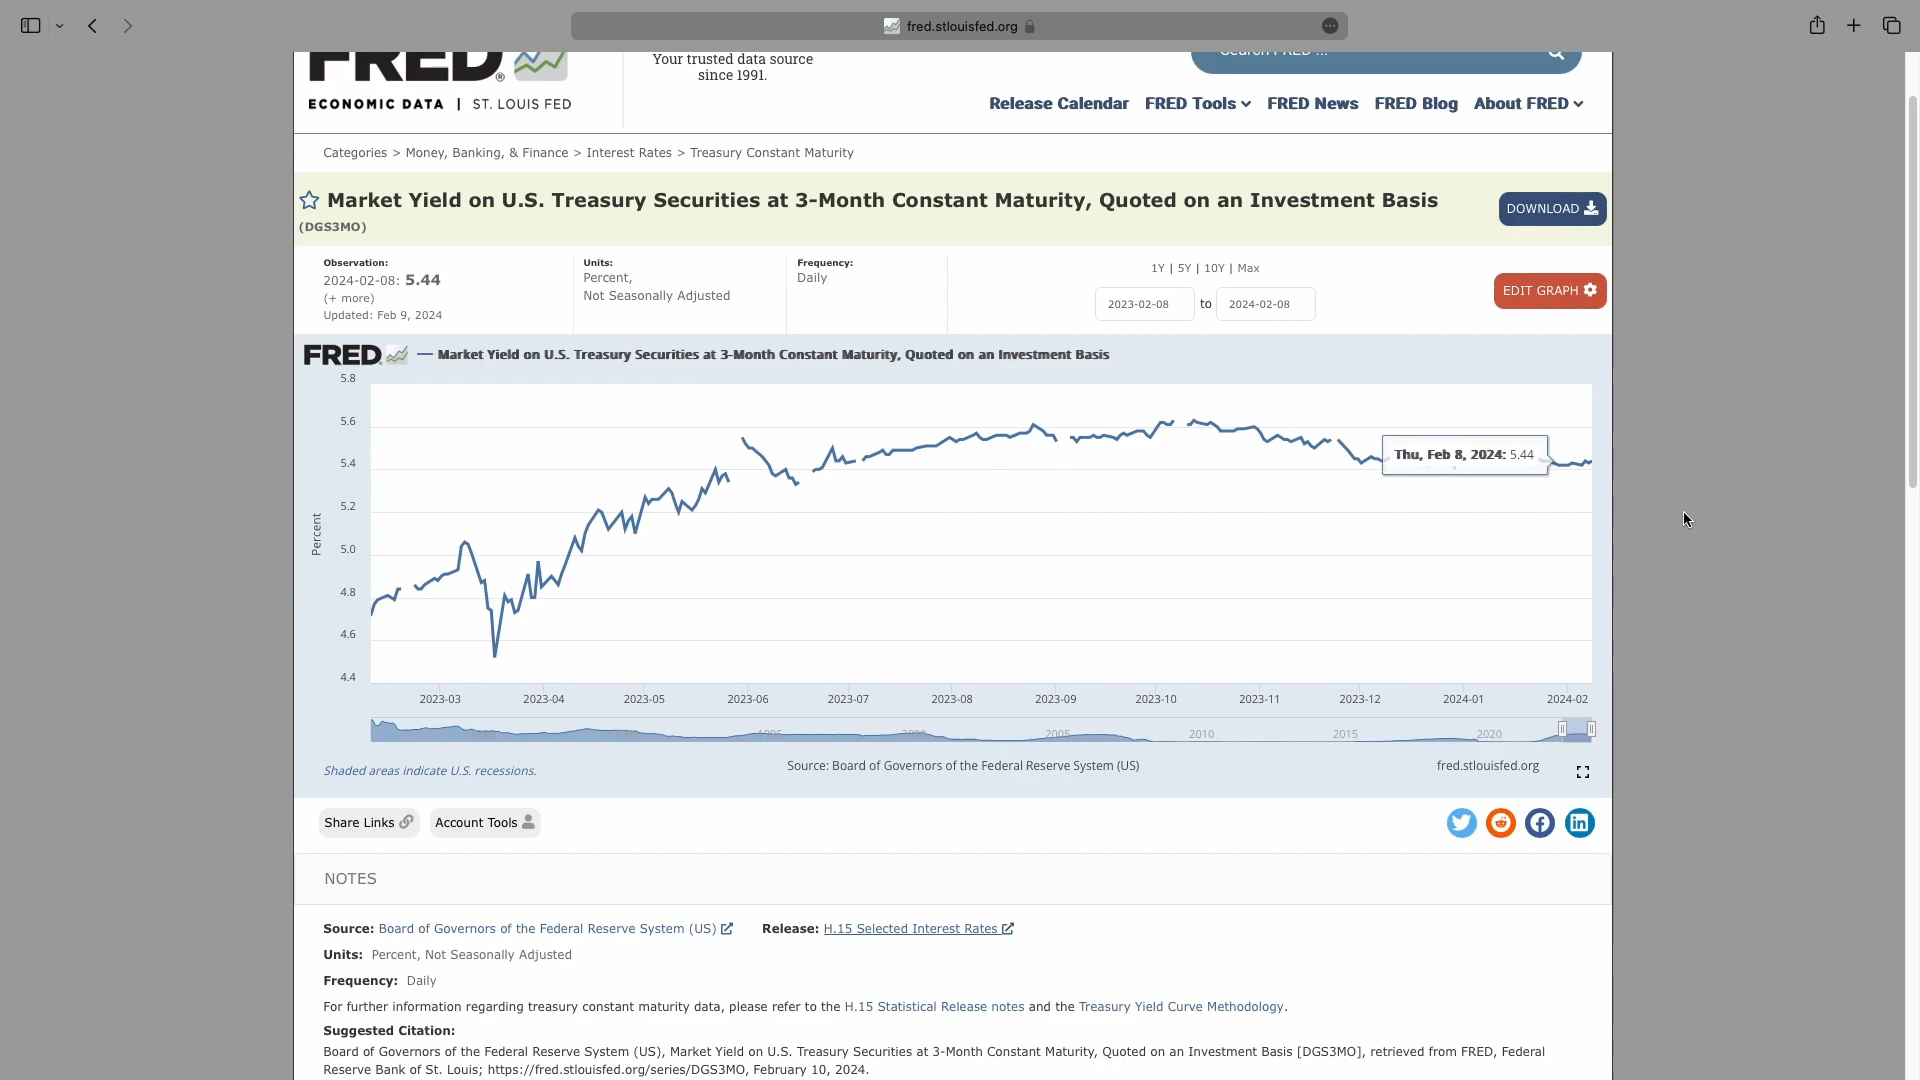 fred.stlouisfed.org
FRED®
Your trusted data source
since 1991.
Search FRED ...
ECONOMIC DATA | ST. LOUIS FED
Release Calendar FRED Tools FRED News FRED Blog About FRED
Categories > Money, Banking, & Finance > Interest Rates > Treasury Constant Maturity
Market Yield on U.S. Treasury Securities at 3-Month Constant Maturity, Quoted on an Investment Basis
(DGS3MO)
DOWNLOAD
Observation:
2024-02-08: 5.44
(+ more)
Updated: Feb 9, 2024
Units:
Percent,
Not Seasonally Adjusted
Frequency:
Daily
1Y | 5Y | 10Y | Max
2023-02-08 to 2024-02-08
EDIT GRAPH
FRED Market Yield on U.S. Treasury Securities at 3-Month Constant Maturity, Quoted on an Investment Basis
5.8
5.6
5.4
5.2
5.0
4.8
4.6
4.4
Percent
Thu, Feb 8, 2024: 5.44
2023-03 2023-04 2023-05 2023-06 2023-07 2023-08 2023-09 2023-10 2023-11 2023-12 2024-01 2024-02
1995 2000 2005 2010 2015 2020
Shaded areas indicate U.S. recessions.
Source: Board of Governors of the Federal Reserve System (US)
fred.stlouisfed.org
Share Links Account Tools
NOTES
Source: Board of Governors of the Federal Reserve System (US) Release: H.15 Selected Interest Rates
Units: Percent, Not Seasonally Adjusted
Frequency: Daily
For further information regarding treasury constant maturity data, please refer to the H.15 Statistical Release notes and the Treasury Yield Curve Methodology.
Suggested Citation:
Board of Governors of the Federal Reserve System (US), Market Yield on U.S. Treasury Securities at 3-Month Constant Maturity, Quoted on an Investment Basis [DGS3MO], retrieved from FRED, Federal
Reserve Bank of St. Louis; https://fred.stlouisfed.org/series/DGS3MO, February 10, 2024.